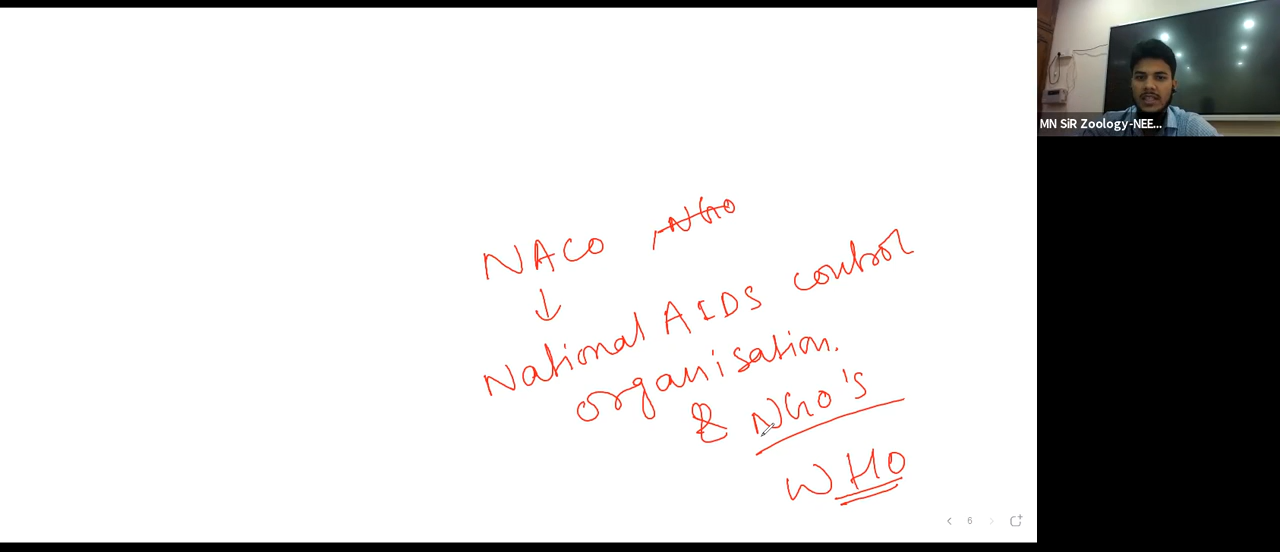 MN SiR Zoology-NEE...
NACO NGO
↓
National AIDS control
organisation.
& NGO's
WHO
6